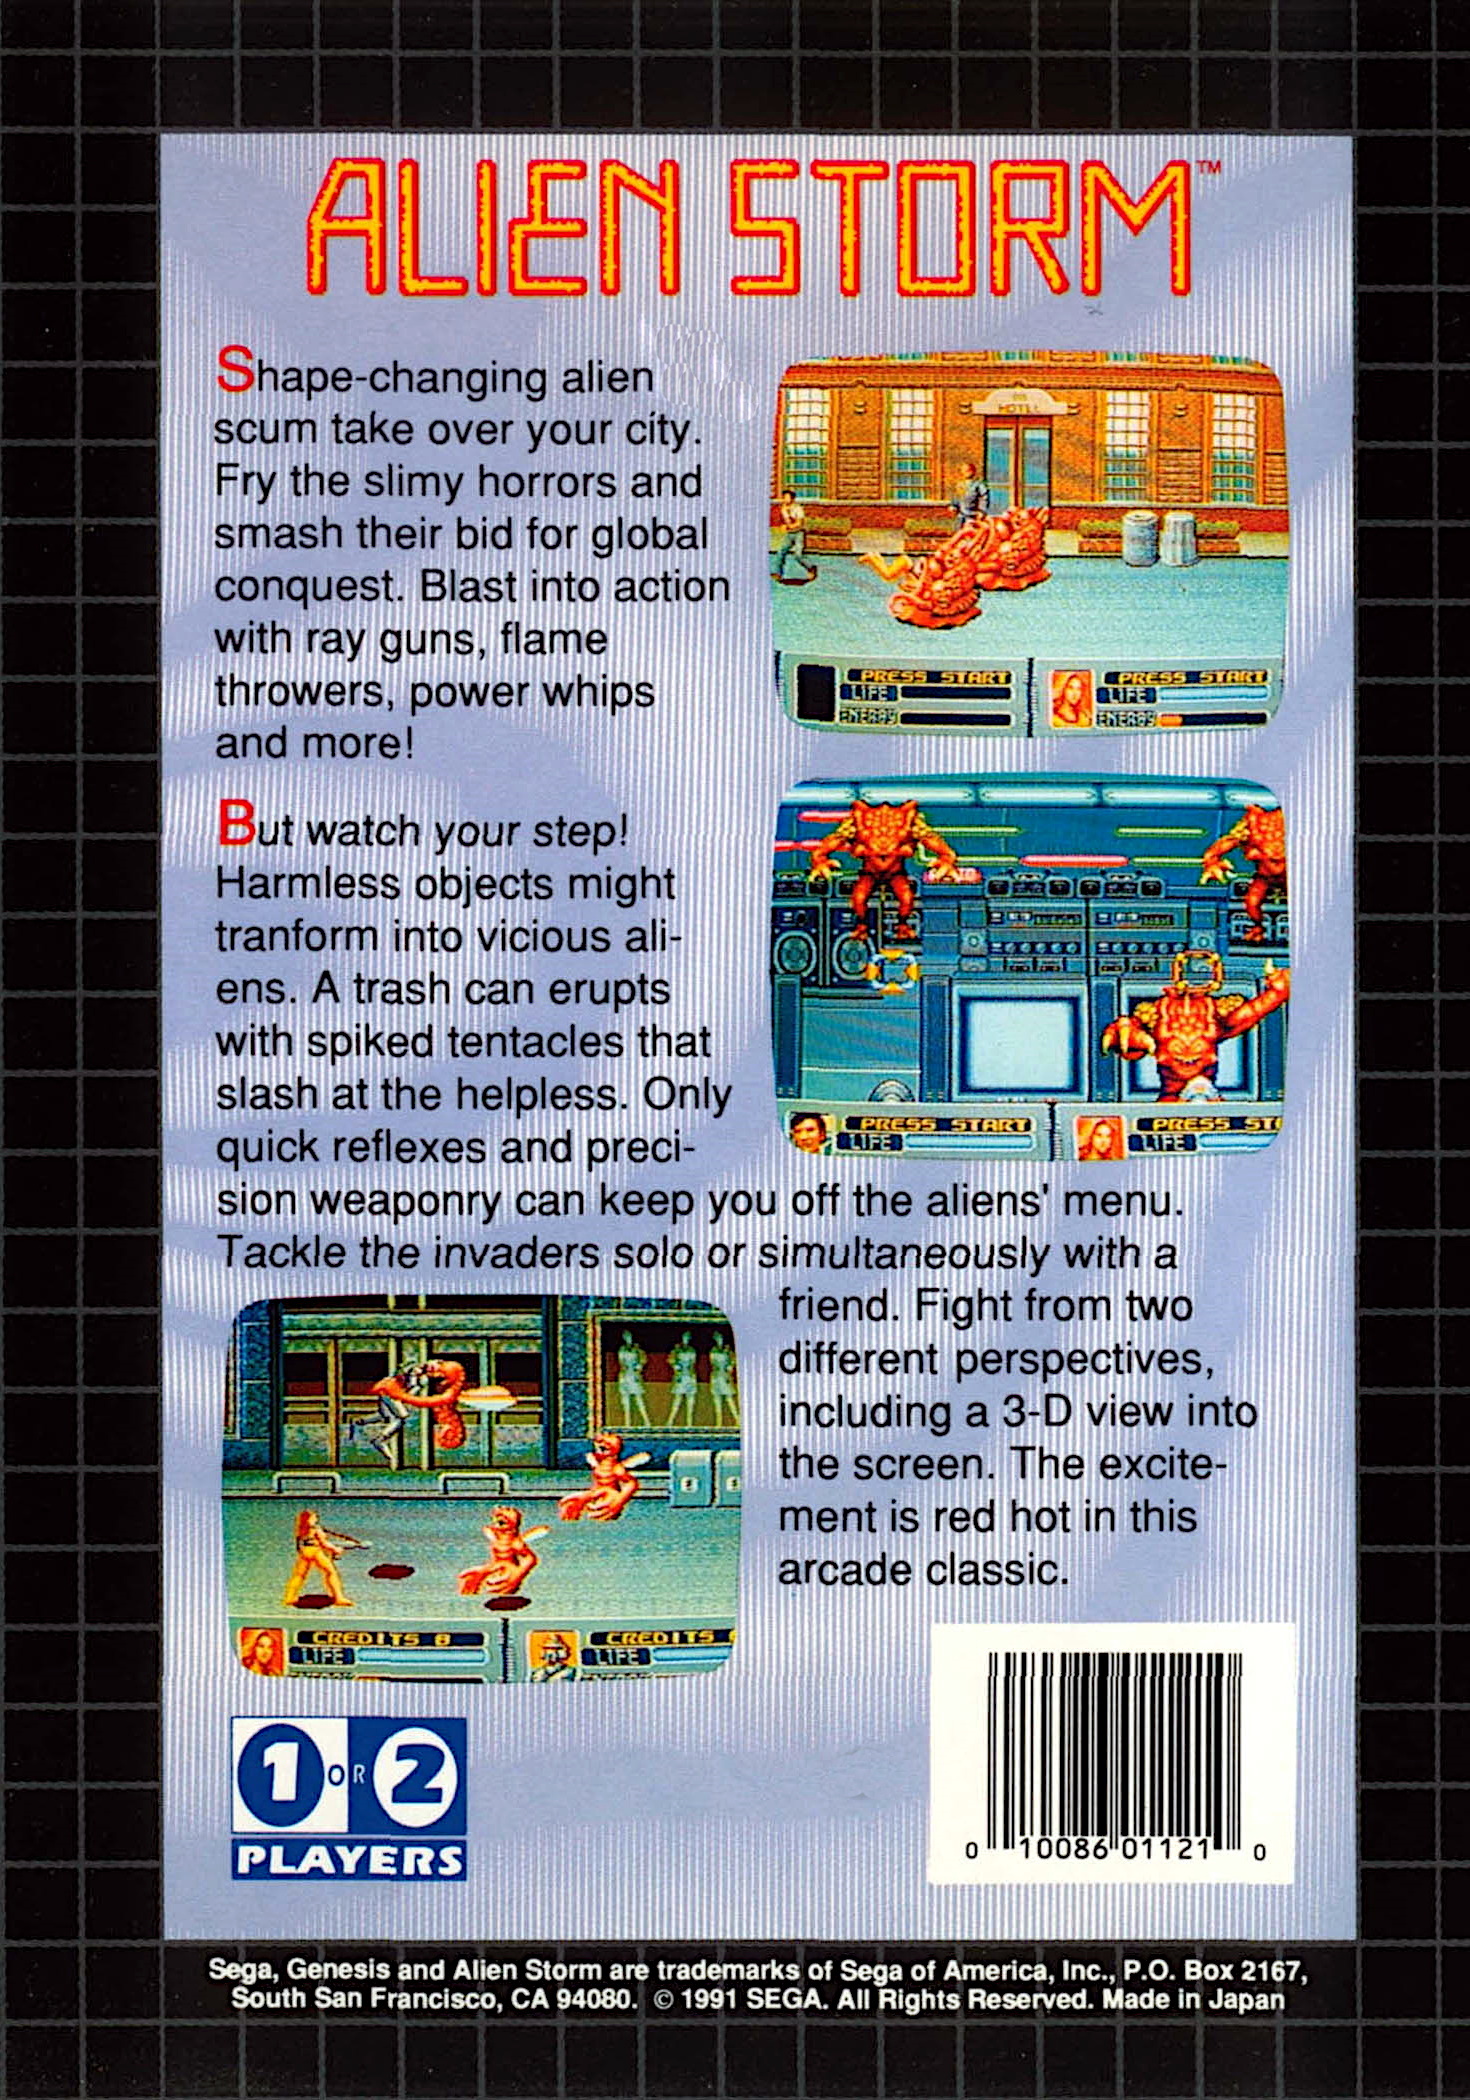 ALIEN STORM™
Shape-changing alien
scum take over your city.
Fry the slimy horrors and
smash their bid for global
conquest. Blast into action
with ray guns, flame
throwers, power whips
and more!
HOTEL
PRESS START
LIFE
ENERGY
PRESS START
LIFE
ENERGY
But watch your step!
Harmless objects might
tranform into vicious ali-
ens. A trash can erupts
with spiked tentacles that
slash at the helpless. Only
quick reflexes and preci-
sion weaponry can keep you off the aliens' menu.
Tackle the invaders solo or simultaneously with a
friend. Fight from two
different perspectives,
including a 3-D view into
the screen. The excite-
ment is red hot in this
arcade classic.
PRESS START
LIFE
PRESS ST
LIFE
CREDITS 8
LIFE
CREDITS
LIFE
1 OR 2
PLAYERS
0 10086 01121 0
Sega, Genesis and Alien Storm are trademarks of Sega of America, Inc., P.O. Box 2167,
South San Francisco, CA 94080. © 1991 SEGA. All Rights Reserved. Made in Japan